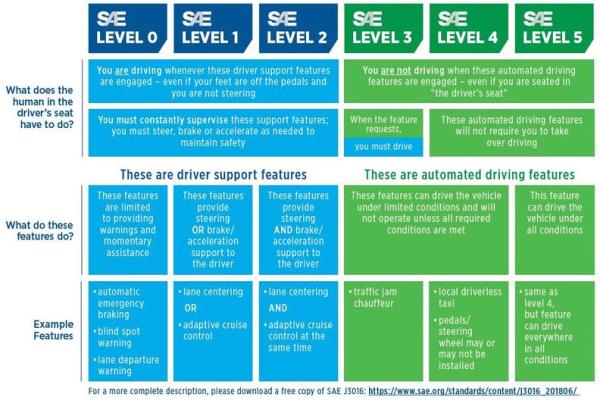 SAE SAE SAE SAE SAE SAE
LEVEL 0 LEVEL 1 LEVEL 2 LEVEL 3 LEVEL 4 LEVEL 5
What does the
human in the
driver's seat
have to do?
You are driving whenever these driver support features
are engaged – even if your feet are off the pedals and
you are not steering
You are not driving when these automated driving
features are engaged – even if you are seated in
"the driver's seat"
You must constantly supervise these support features;
you must steer, brake or accelerate as needed to
maintain safety
When the feature
requests,
you must drive
These automated driving features
will not require you to take
over driving
These are driver support features
These are automated driving features
What do these
features do?
These features
are limited
to providing
warnings and
momentary
assistance
These features
provide
steering
OR brake/
acceleration
support to
the driver
These features
provide
steering
AND brake/
acceleration
support to
the driver
These features can drive the vehicle
under limited conditions and will
not operate unless all required
conditions are met
This feature
can drive the
vehicle under
all conditions
Example
Features
• automatic
emergency
braking
• blind spot
warning
• lane departure
warning
• lane centering
OR
• adaptive cruise
control
• lane centering
AND
• adaptive cruise
control at the
same time
• traffic jam
chauffeur
• local driverless
taxi
• pedals/
steering
wheel may or
may not be
installed
• same as
level 4,
but feature
can drive
everywhere
in all
conditions
For a more complete description, please download a free copy of SAE J3016: https://www.sae.org/standards/content/J3016_201806/